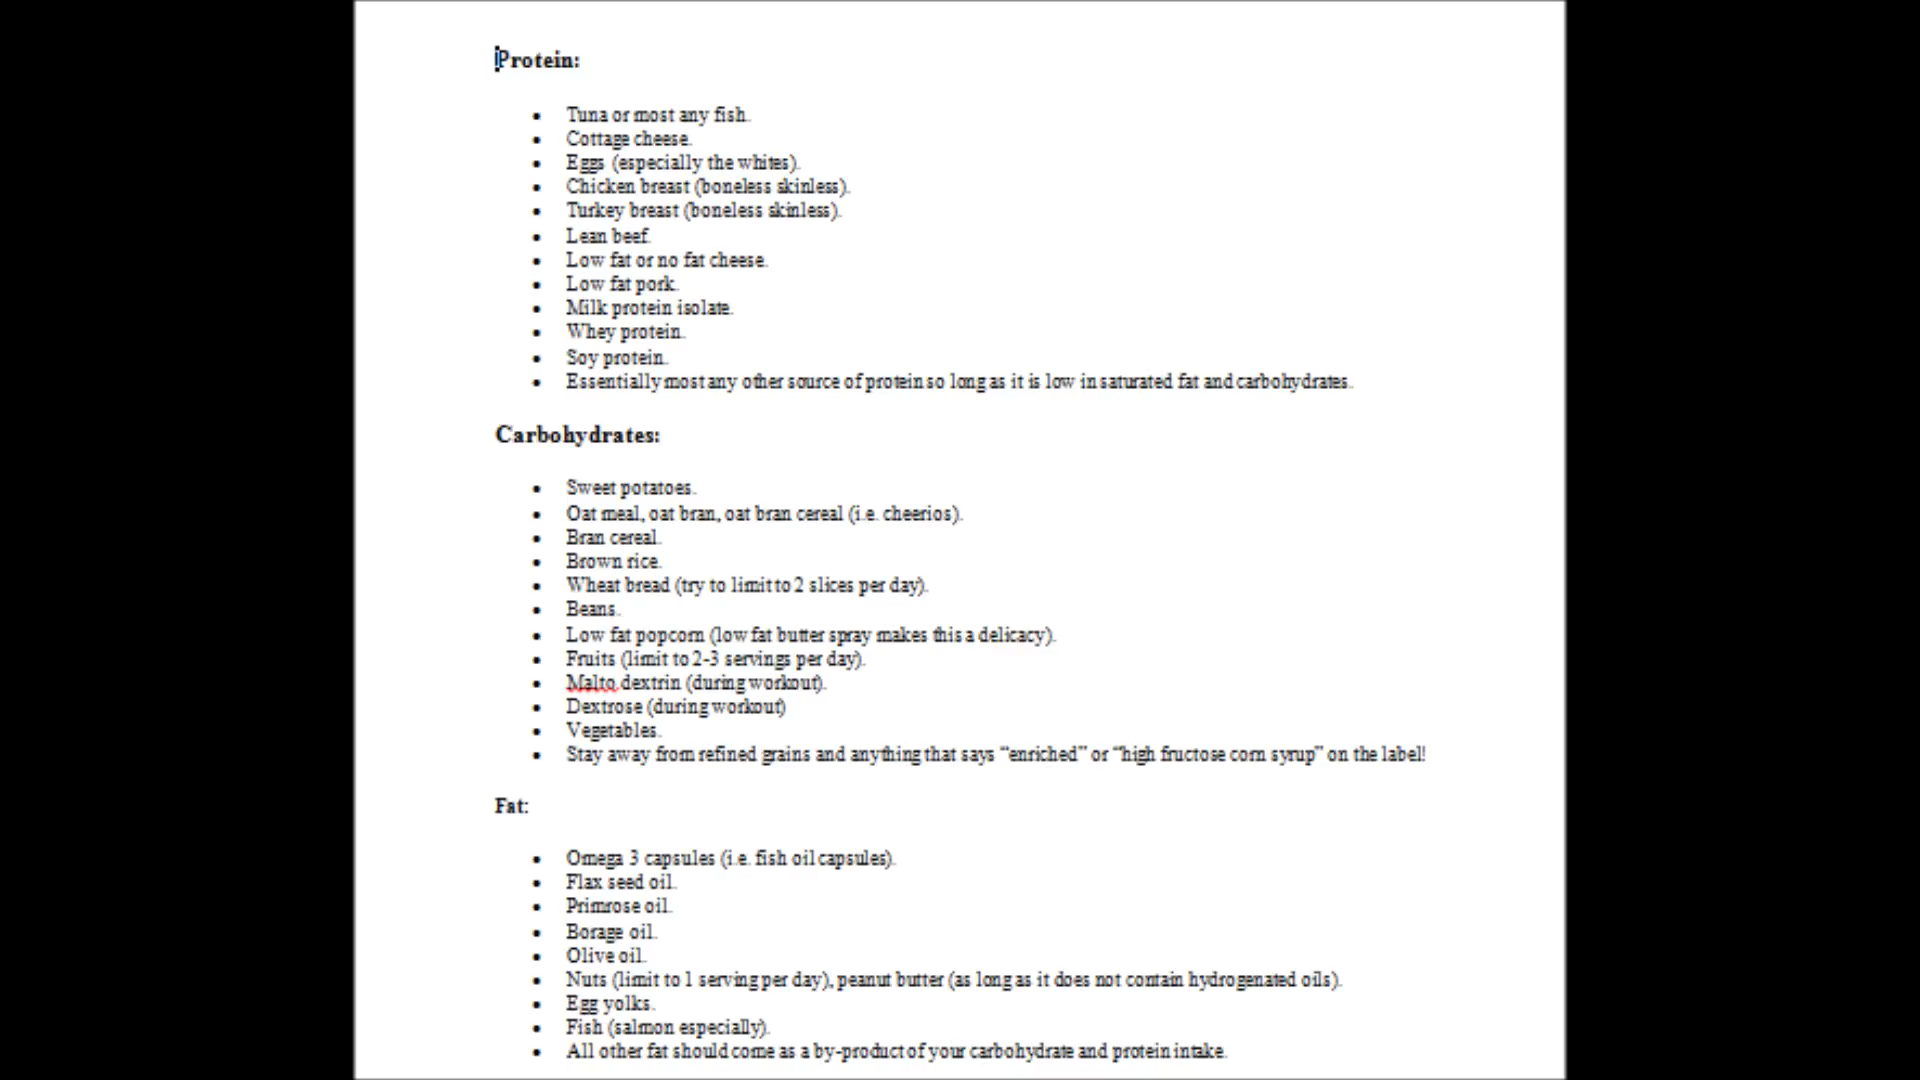 Protein:
• Tuna or most any fish.
• Cottage cheese.
• Eggs (especially the whites).
• Chicken breast (boneless skinless).
• Turkey breast (boneless skinless).
• Lean beef.
• Low fat or no fat cheese.
• Low fat pork.
• Milk protein isolate.
• Whey protein.
• Soy protein.
• Essentially most any other source of protein so long as it is low in saturated fat and carbohydrates.
Carbohydrates:
• Sweet potatoes.
• Oat meal, oat bran, oat bran cereal (i.e. cheerios).
• Bran cereal.
• Brown rice.
• Wheat bread (try to limit to 2 slices per day).
• Beans.
• Low fat popcorn (low fat butter spray makes this a delicacy).
• Fruits (limit to 2-3 servings per day).
• Malto dextrin (during workout).
• Dextrose (during workout)
• Vegetables.
• Stay away from refined grains and anything that says “enriched” or “high fructose corn syrup” on the label!
Fat:
• Omega 3 capsules (i.e. fish oil capsules).
• Flax seed oil.
• Primrose oil.
• Borage oil.
• Olive oil.
• Nuts (limit to 1 serving per day), peanut butter (as long as it does not contain hydrogenated oils).
• Egg yolks.
• Fish (salmon especially).
• All other fat should come as a by-product of your carbohydrate and protein intake.